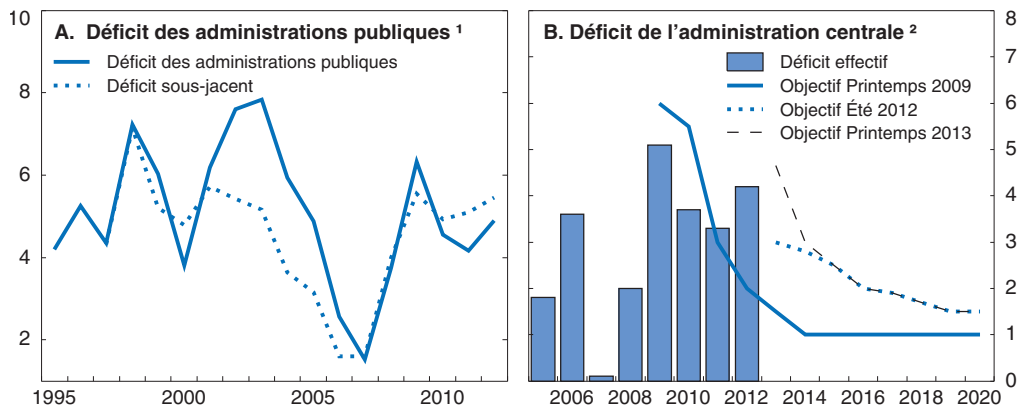 A. Déficit des administrations publiques ¹
Déficit des administrations publiques
Déficit sous-jacent
10
8
6
4
2
1995 2000 2005 2010
B. Déficit de l’administration centrale ²
Déficit effectif
Objectif Printemps 2009
Objectif Été 2012
Objectif Printemps 2013
8
7
6
5
4
3
2
1
0
2006 2008 2010 2012 2014 2016 2018 2020